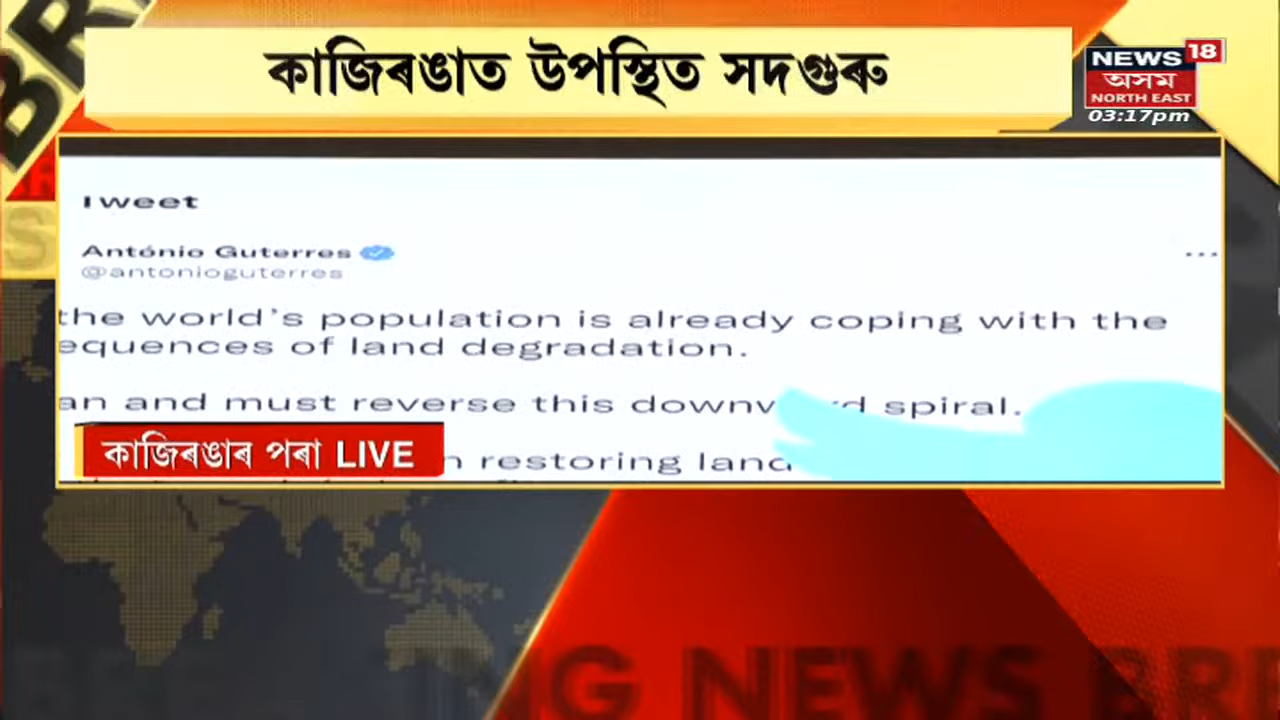 কাজিৰঙাত উপস্থিত সদগুৰু
NEWS 18
অসম
NORTH EAST
03:17pm
Tweet
António Guterres
@antonioguterres
the world's population is already coping with the
equences of land degradation.
an and must reverse this spiral.
restoring land
কাজিৰঙাৰ পৰা LIVE
NEWS